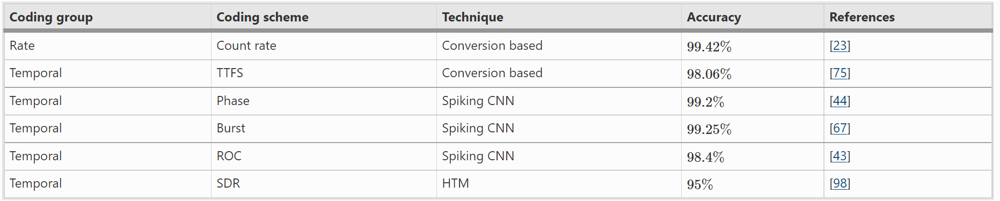 Coding group Coding scheme Technique Accuracy References
Rate Count rate Conversion based 99.42% [23]
Temporal TTFS Conversion based 98.06% [75]
Temporal Phase Spiking CNN 99.2% [44]
Temporal Burst Spiking CNN 99.25% [67]
Temporal ROC Spiking CNN 98.4% [43]
Temporal SDR HTM 95% [98]